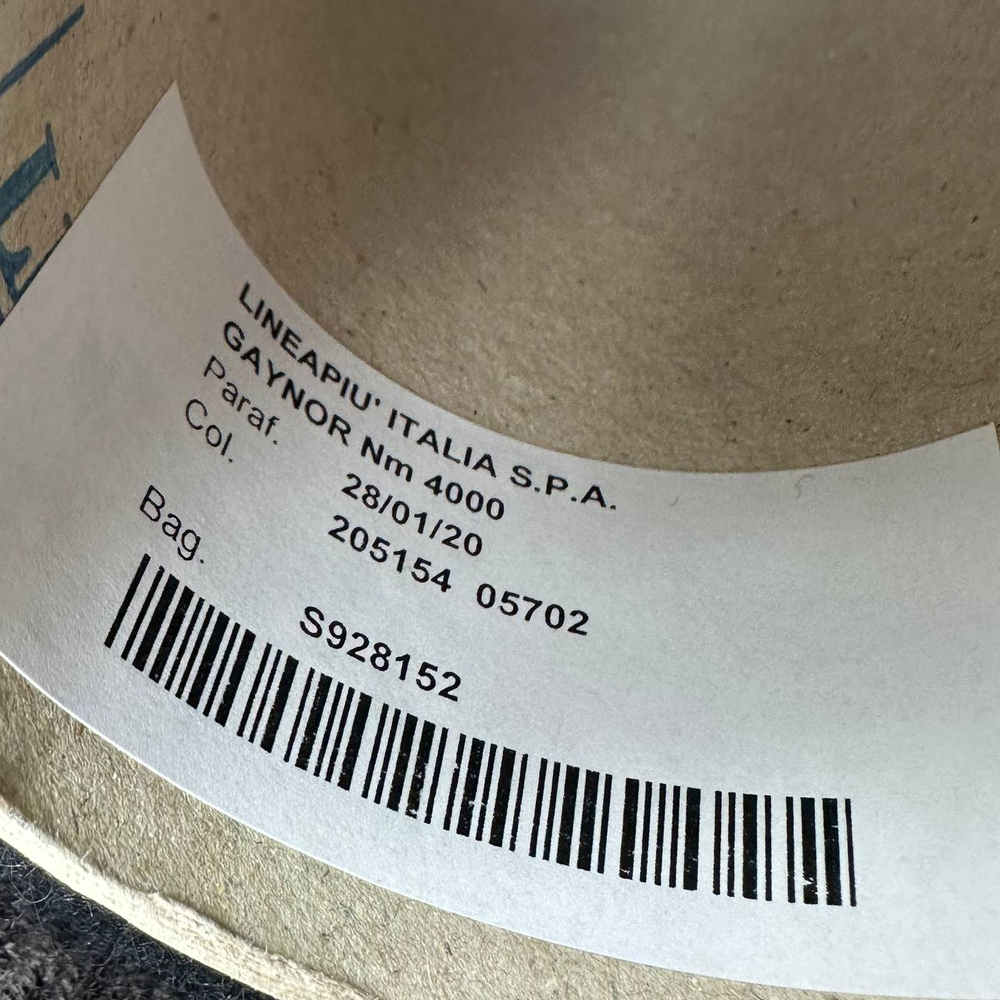 LINEAPIU' ITALIA S.P.A.
GAYNOR Nm 4000
Paraf. 28/01/20
Col. 205154 05702
Bag. S928152